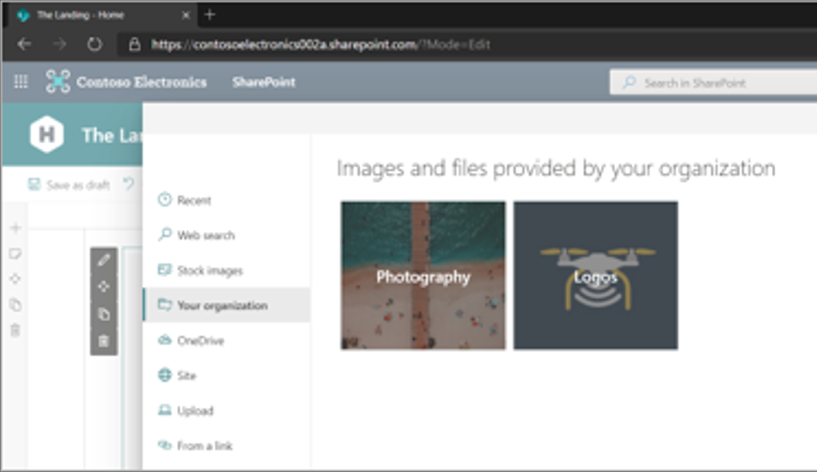 The Landing - Home
https://contosoelectronics002a.sharepoint.com/?Mode=Edit
Contoso Electronics SharePoint Search in SharePoint
H The La
Save as draft
Images and files provided by your organization
Recent
Web search
Stock images
Your organization
OneDrive
Site
Upload
From a link
Photography
Logos